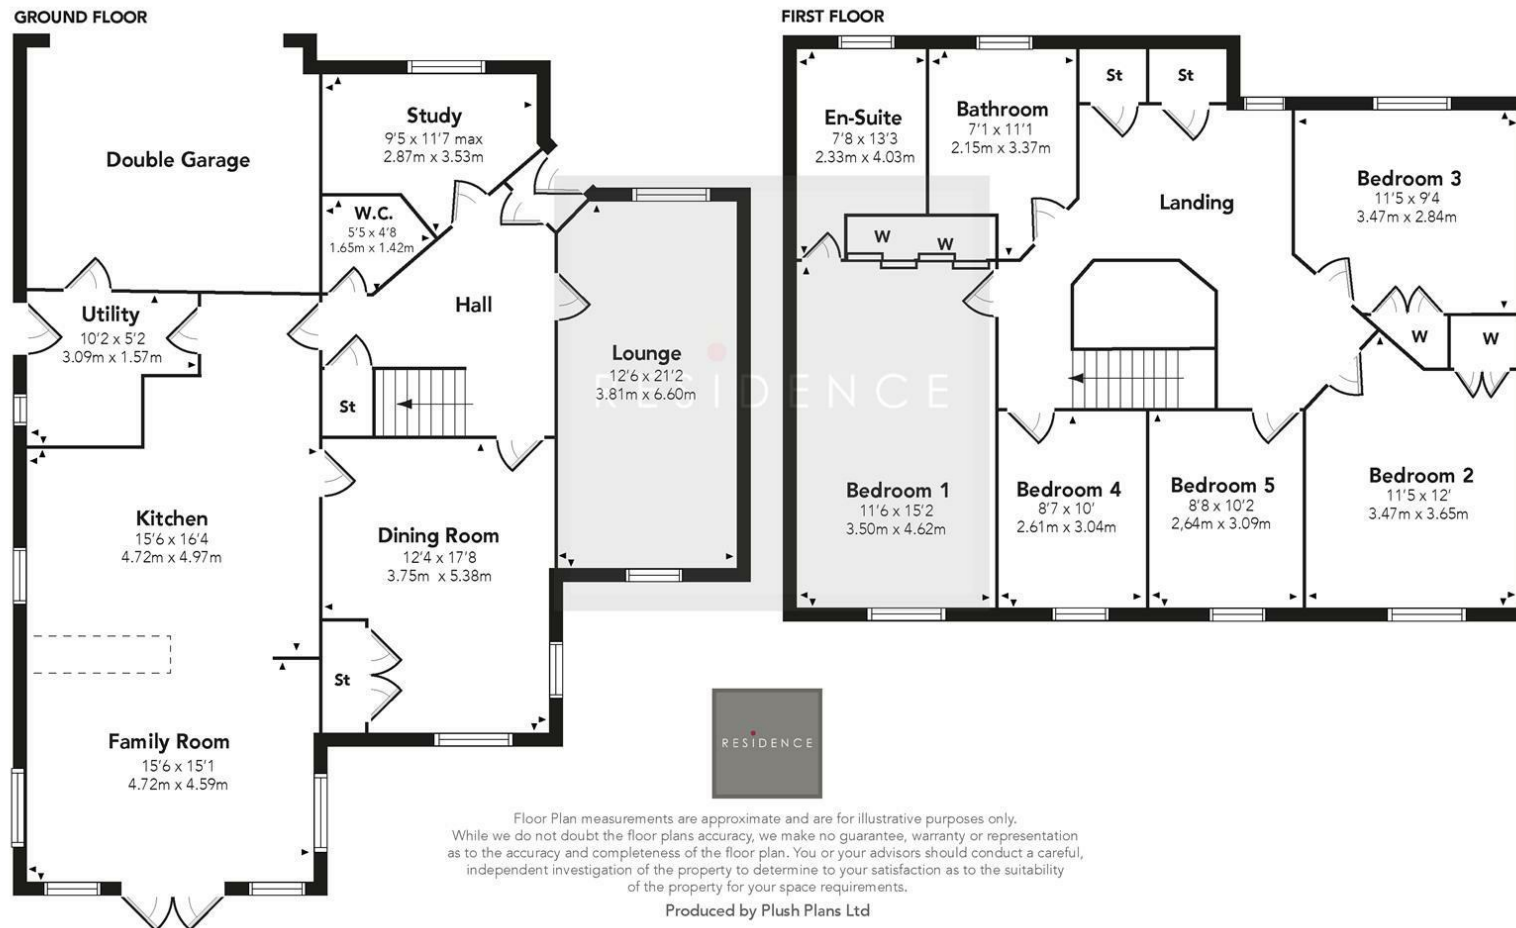 GROUND FLOOR
Double Garage
Study
9'5 x 11'7 max
2.87m x 3.53m
W.C.
5'5 x 4'8
1.65m x 1.42m
Utility
10'2 x 5'2
3.09m x 1.57m
Hall
St
Lounge
12'6 x 21'2
3.81m x 6.60m
Kitchen
15'6 x 16'4
4.72m x 4.97m
Dining Room
12'4 x 17'8
3.75m x 5.38m
St
Family Room
15'6 x 15'1
4.72m x 4.59m
FIRST FLOOR
En-Suite
7'8 x 13'3
2.33m x 4.03m
Bathroom
7'1 x 11'1
2.15m x 3.37m
St
St
Landing
Bedroom 3
11'5 x 9'4
3.47m x 2.84m
W
W
W
W
Bedroom 1
11'6 x 15'2
3.50m x 4.62m
Bedroom 4
8'7 x 10'
2.61m x 3.04m
Bedroom 5
8'8 x 10'2
2,64m x 3.09m
Bedroom 2
11'5 x 12'
3.47m x 3.65m
RESIDENCE
RESIDENCE
Floor Plan measurements are approximate and are for illustrative purposes only.
While we do not doubt the floor plans accuracy, we make no guarantee, warranty or representation
as to the accuracy and completeness of the floor plan. You or your advisors should conduct a careful,
independent investigation of the property to determine to your satisfaction as to the suitability
of the property for your space requirements.
Produced by Plush Plans Ltd